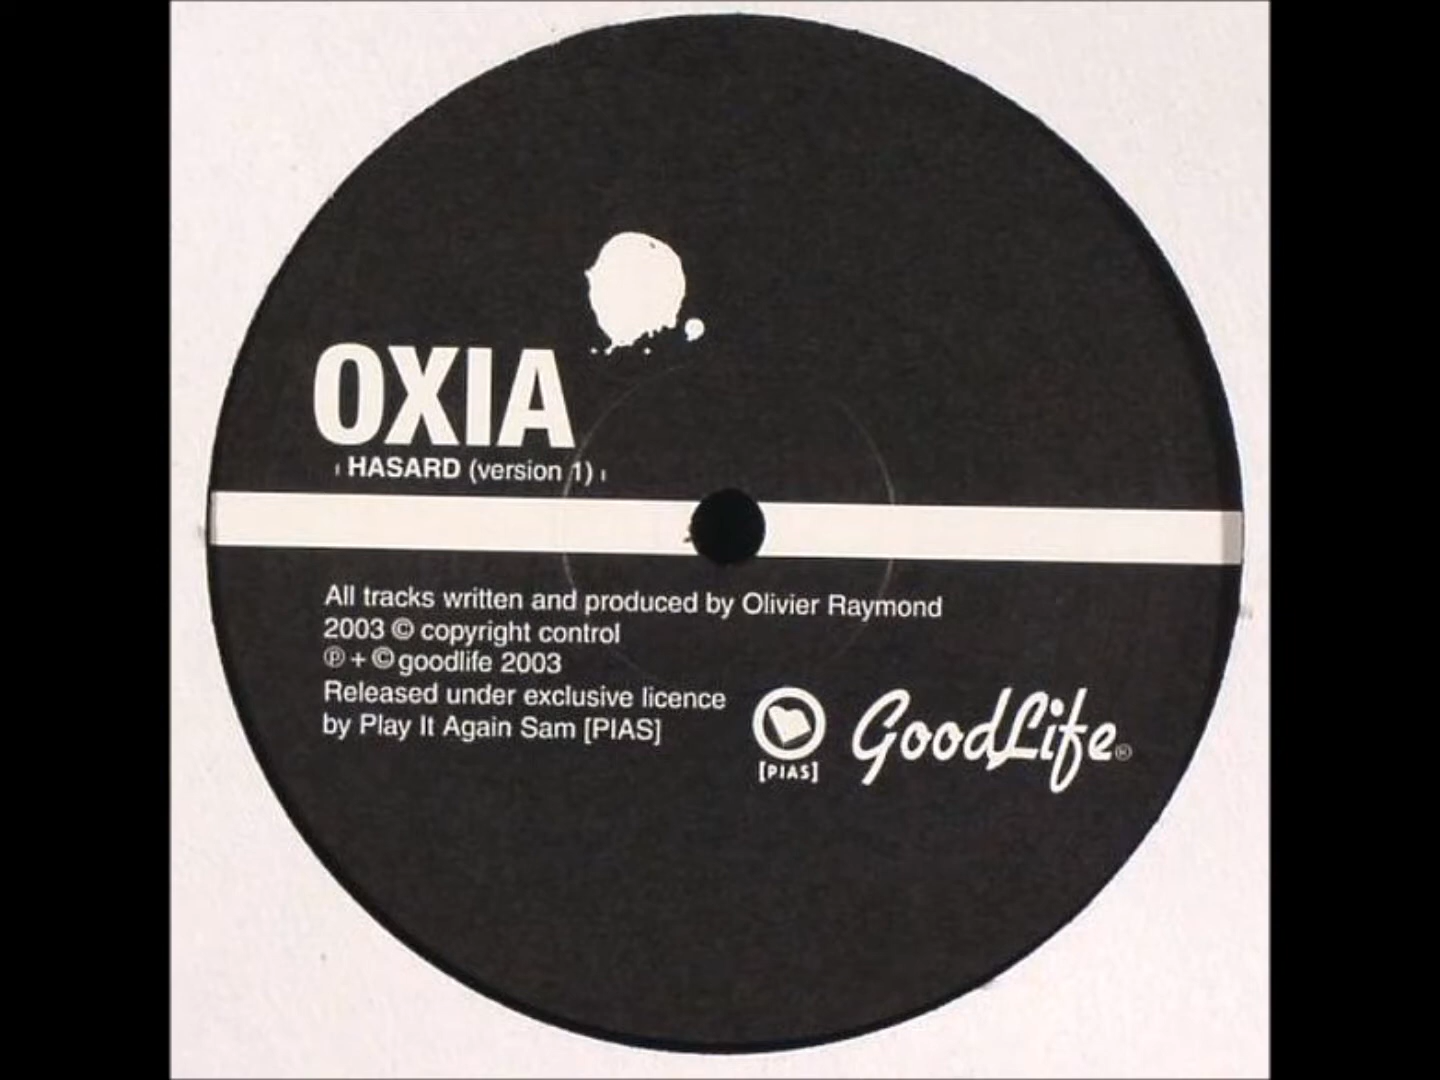 OXIA
HASARD (version 1)
All tracks written and produced by Olivier Raymond
2003 © copyright control
℗ + © goodlife 2003
Released under exclusive licence
by Play It Again Sam [PIAS]
[PIAS]
GoodLife®